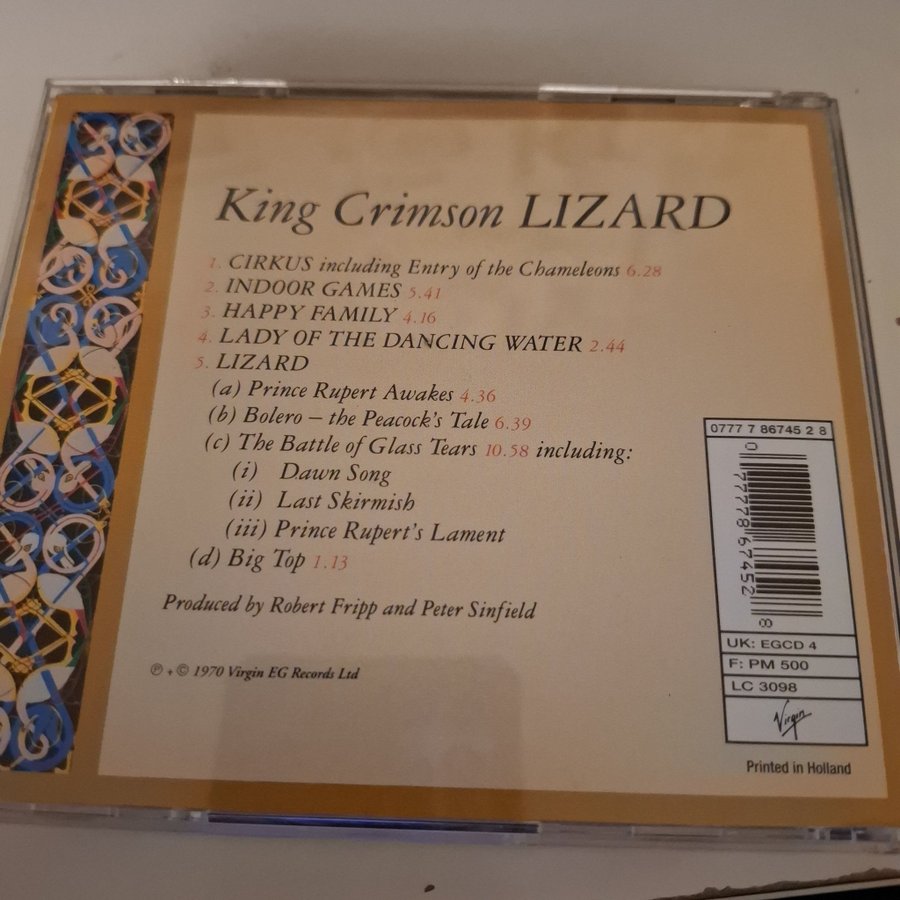 King Crimson LIZARD
1. CIRKUS including Entry of the Chameleons 6.28
2. INDOOR GAMES 5.41
3. HAPPY FAMILY 4.16
4. LADY OF THE DANCING WATER 2.44
5. LIZARD
(a) Prince Rupert Awakes 4.36
(b) Bolero – the Peacock's Tale 6.39
(c) The Battle of Glass Tears 10.58 including:
(i) Dawn Song
(ii) Last Skirmish
(iii) Prince Rupert's Lament
(d) Big Top 1.13
Produced by Robert Fripp and Peter Sinfield
℗ + © 1970 Virgin EG Records Ltd
0777 7 86745 2 8
0 77778 67452 8
UK: EGCD 4
F: PM 500
LC 3098
Virgin
Printed in Holland